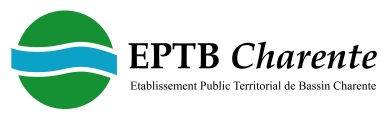 EPTB Charente
Etablissement Public Territorial de Bassin Charente